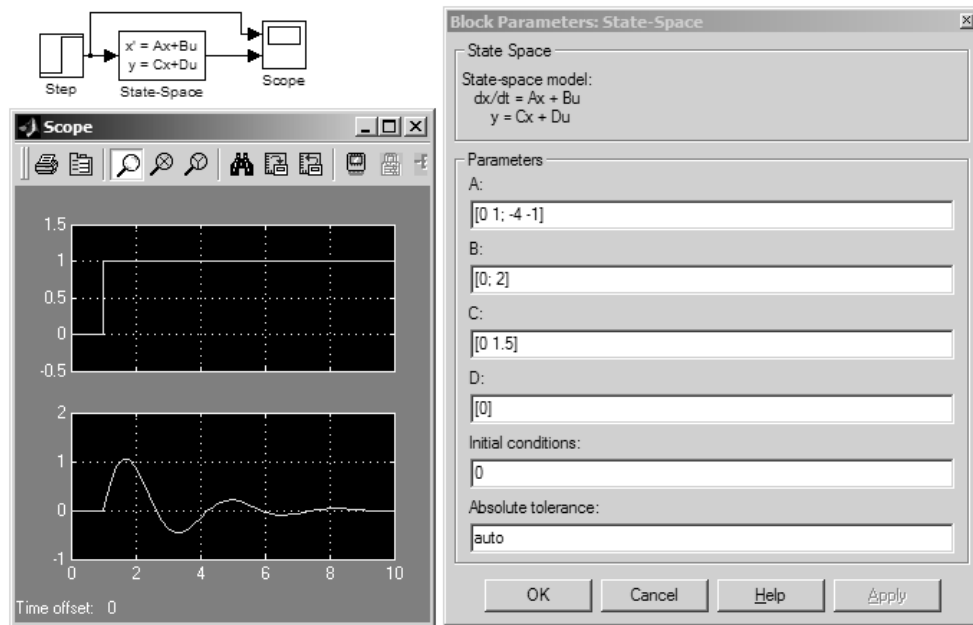 x' = Ax+Bu
y = Cx+Du
Step
State-Space
Scope
Scope
1.5
1
0.5
0
-0.5
2
1
0
-1
0 2 4 6 8 10
Time offset: 0
Block Parameters: State-Space
State Space
State-space model:
dx/dt = Ax + Bu
y = Cx + Du
Parameters
A:
[0 1; -4 -1]
B:
[0; 2]
C:
[0 1.5]
D:
[0]
Initial conditions:
0
Absolute tolerance:
auto
OK Cancel Help Apply